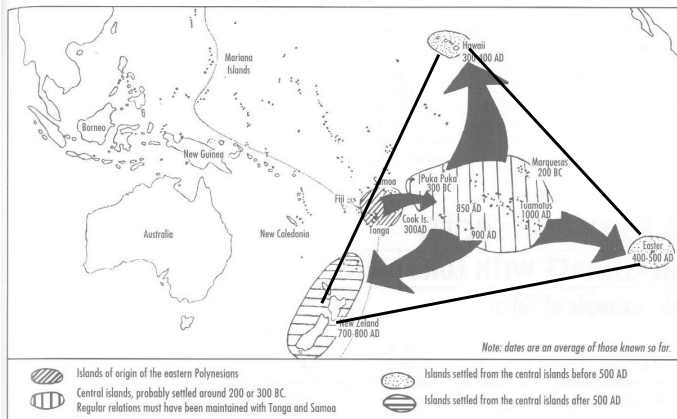 Hawaii
300-400 AD
Mariana
Islands
Borneo
New Guinea
Marquesas
200 BC
Samoa
Puka Puka
300 BC
Fiji
850 AD
Tuamotus
1000 AD
Cook Is.
300AD
Tonga
900 AD
Australia
New Caledonia
Easter
400-500 AD
New Zeland
700-800 AD
Note: dates are an average of those known so far.
Islands of origin of the eastern Polynesians
Islands settled from the central islands before 500 AD
Central islands, probably settled around 200 or 300 BC.
Regular relations must have been maintained with Tonga and Samoa
Islands settled from the central islands after 500 AD